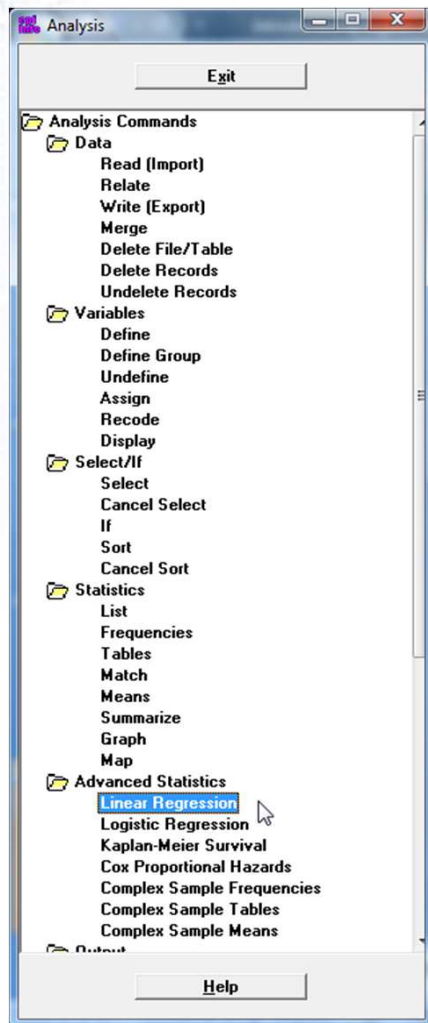 epi info Analysis
Exit
Analysis Commands
Data
Read (Import)
Relate
Write (Export)
Merge
Delete File/Table
Delete Records
Undelete Records
Variables
Define
Define Group
Undefine
Assign
Recode
Display
Select/If
Select
Cancel Select
If
Sort
Cancel Sort
Statistics
List
Frequencies
Tables
Match
Means
Summarize
Graph
Map
Advanced Statistics
Linear Regression
Logistic Regression
Kaplan-Meier Survival
Cox Proportional Hazards
Complex Sample Frequencies
Complex Sample Tables
Complex Sample Means
Output
Help